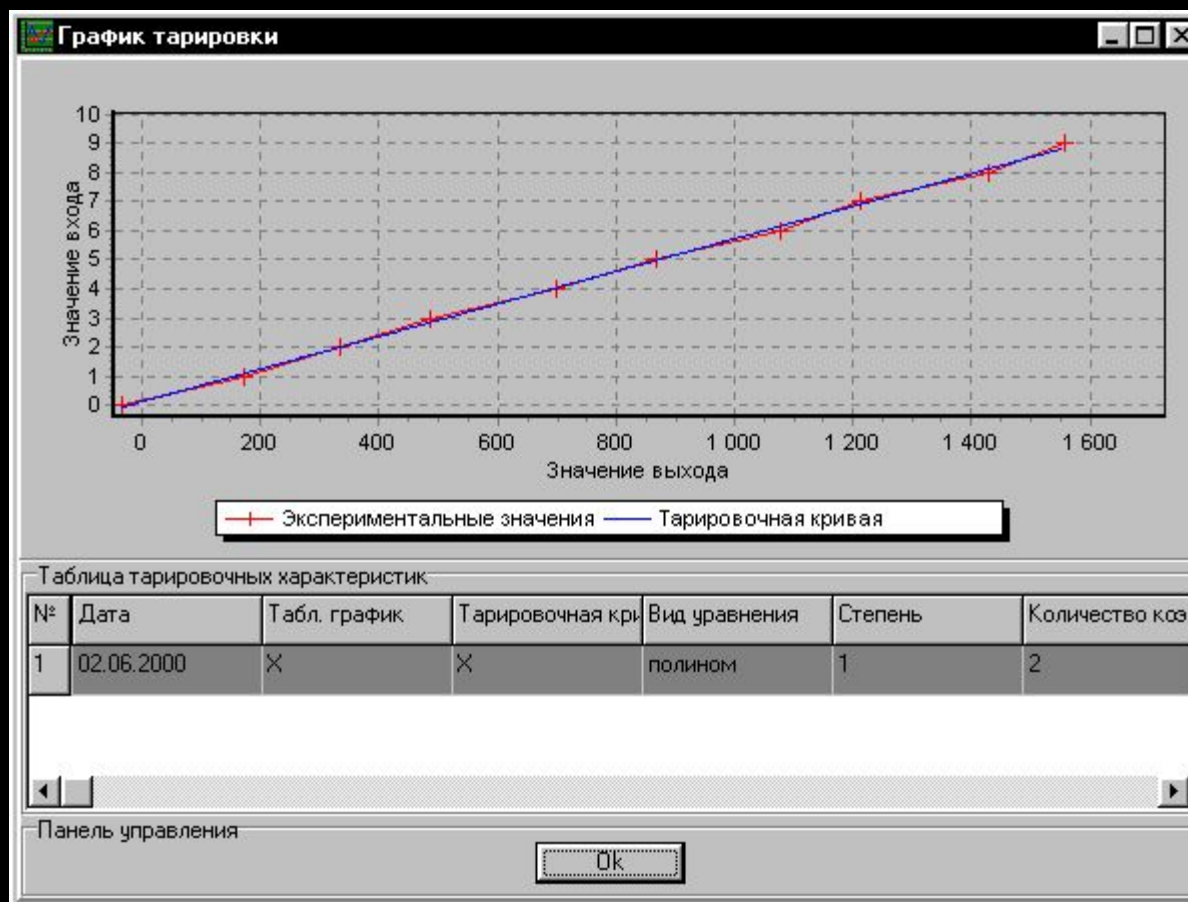 График тарировки
10
9
8
7
6
5
4
3
2
1
0
Значение входа
0 200 400 600 800 1 000 1 200 1 400 1 600
Значение выхода
Экспериментальные значения Тарировочная кривая
Таблица тарировочных характеристик
№ Дата Табл. график Тарировочная кри Вид уравнения Степень Количество коэ
1 02.06.2000 X X полином 1 2
Панель управления
Ok